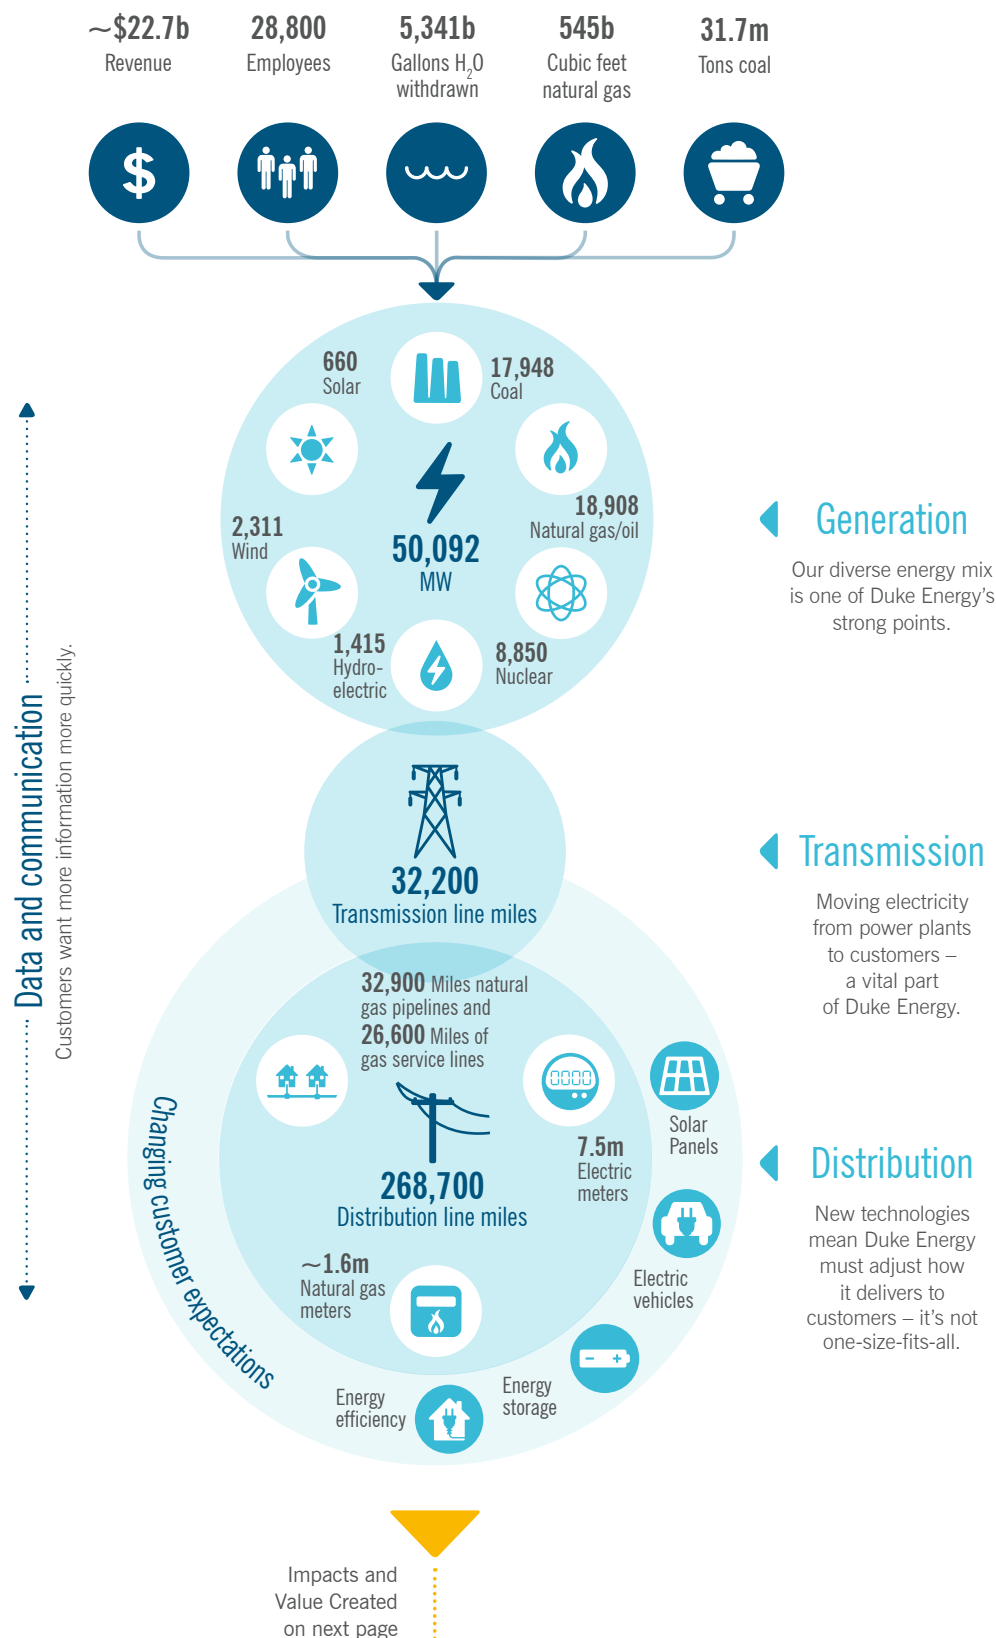 ~$22.7b
Revenue
28,800
Employees
5,341b
Gallons H₂O
withdrawn
545b
Cubic feet
natural gas
31.7m
Tons coal
$
660
Solar
17,948
Coal
18,908
Natural gas/oil
2,311
Wind
50,092
MW
1,415
Hydro-
electric
8,850
Nuclear
Generation
Our diverse energy mix
is one of Duke Energy’s
strong points.
Data and communication
Customers want more information more quickly.
32,200
Transmission line miles
Transmission
Moving electricity
from power plants
to customers –
a vital part
of Duke Energy.
32,900 Miles natural
gas pipelines and
26,600 Miles of
gas service lines
0000
7.5m
Electric
meters
268,700
Distribution line miles
~1.6m
Natural gas
meters
Changing customer expectations
Solar
Panels
Electric
vehicles
Energy
storage
Energy
efficiency
Distribution
New technologies
mean Duke Energy
must adjust how
it delivers to
customers – it’s not
one-size-fits-all.
Impacts and
Value Created
on next page